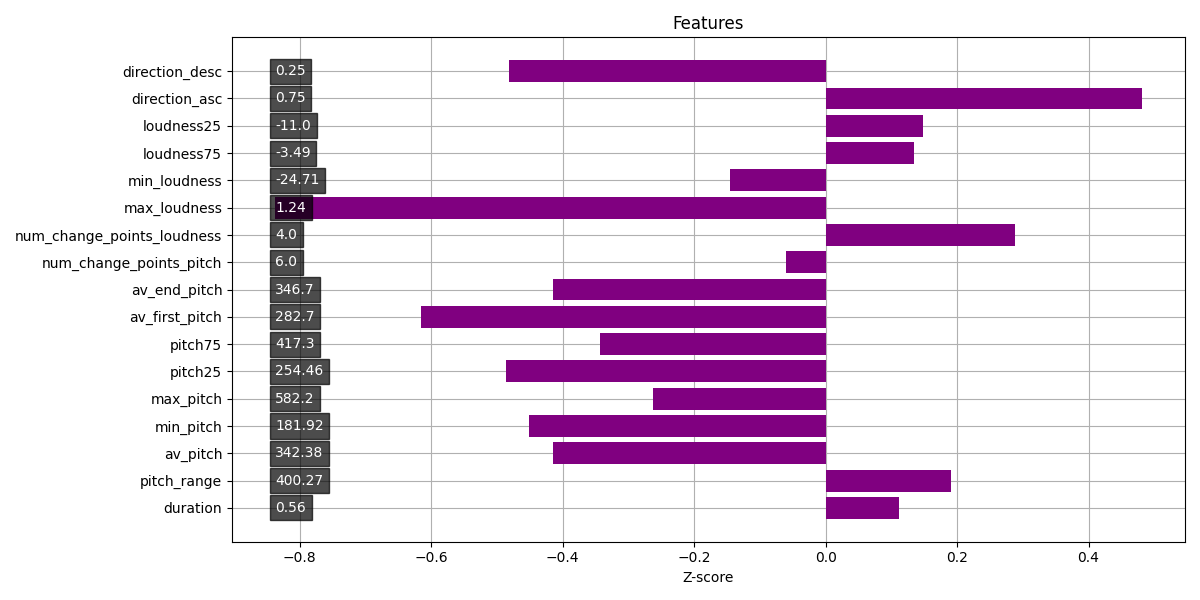 Features
direction_desc 0.25
direction_asc 0.75
loudness25 -11.0
loudness75 -3.49
min_loudness -24.71
max_loudness 1.24
num_change_points_loudness 4.0
num_change_points_pitch 6.0
av_end_pitch 346.7
av_first_pitch 282.7
pitch75 417.3
pitch25 254.46
max_pitch 582.2
min_pitch 181.92
av_pitch 342.38
pitch_range 400.27
duration 0.56
−0.8 −0.6 −0.4 −0.2 0.0 0.2 0.4
Z-score